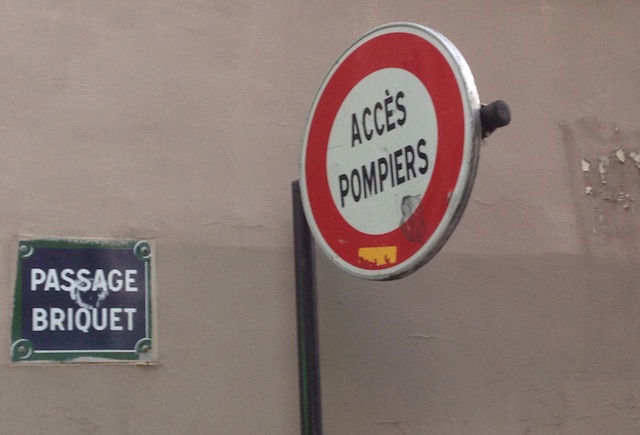 PASSAGE
BRIQUET
ACCÈS
POMPIERS